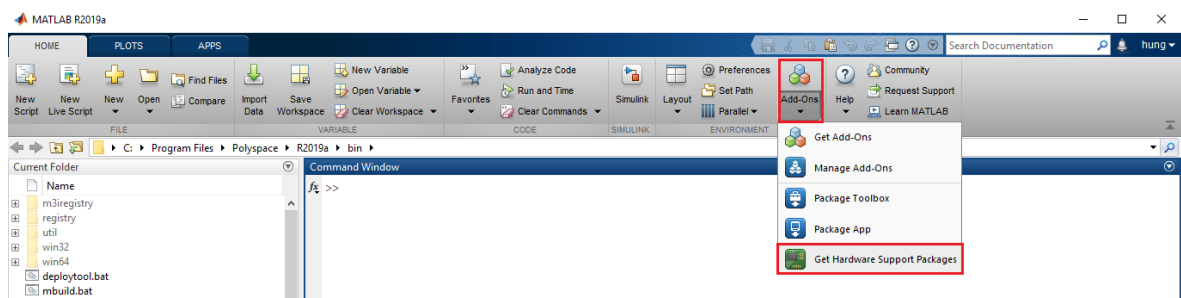 MATLAB R2019a
HOME PLOTS APPS
Search Documentation
hung
New Script
New Live Script
New
Open
Find Files
Compare
Import Data
Save Workspace
New Variable
Open Variable
Clear Workspace
Favorites
Analyze Code
Run and Time
Clear Commands
Simulink
Layout
Preferences
Set Path
Parallel
Add-Ons
Help
Community
Request Support
Learn MATLAB
FILE VARIABLE CODE SIMULINK ENVIRONMENT
C: Program Files Polyspace R2019a bin
Current Folder
Name
m3iregistry
registry
util
win32
win64
deploytool.bat
mbuild.bat
Command Window
fx >>
Get Add-Ons
Manage Add-Ons
Package Toolbox
Package App
Get Hardware Support Packages